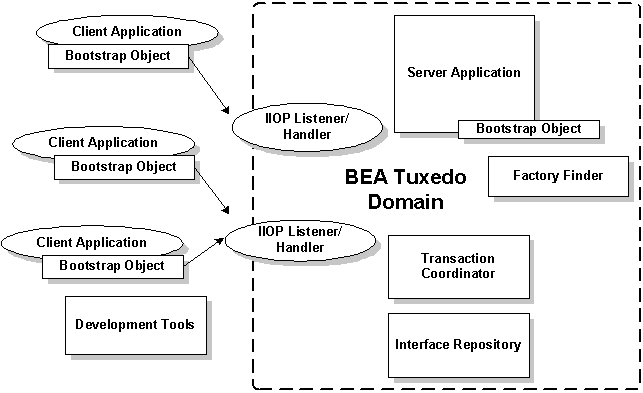 Client Application
Bootstrap Object
Server Application
IIOP Listener/
Handler
Bootstrap Object
Client Application
Bootstrap Object
BEA Tuxedo
Domain
Factory Finder
Client Application
Bootstrap Object
IIOP Listener/
Handler
Transaction
Coordinator
Development Tools
Interface Repository